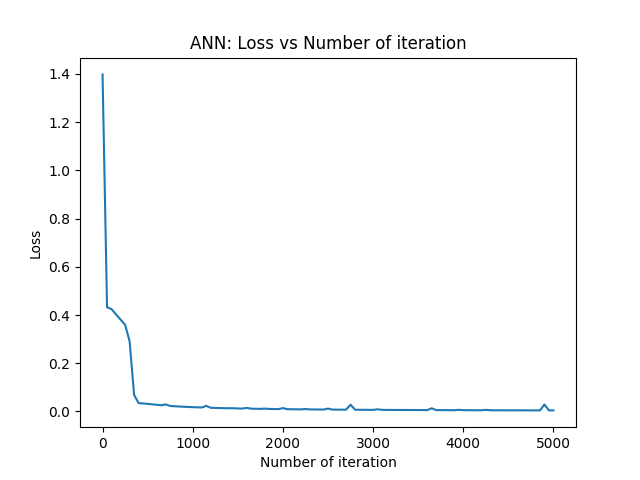 ANN: Loss vs Number of iteration
1.4
1.2
1.0
0.8
0.6
0.4
0.2
0.0
Loss
0 1000 2000 3000 4000 5000
Number of iteration